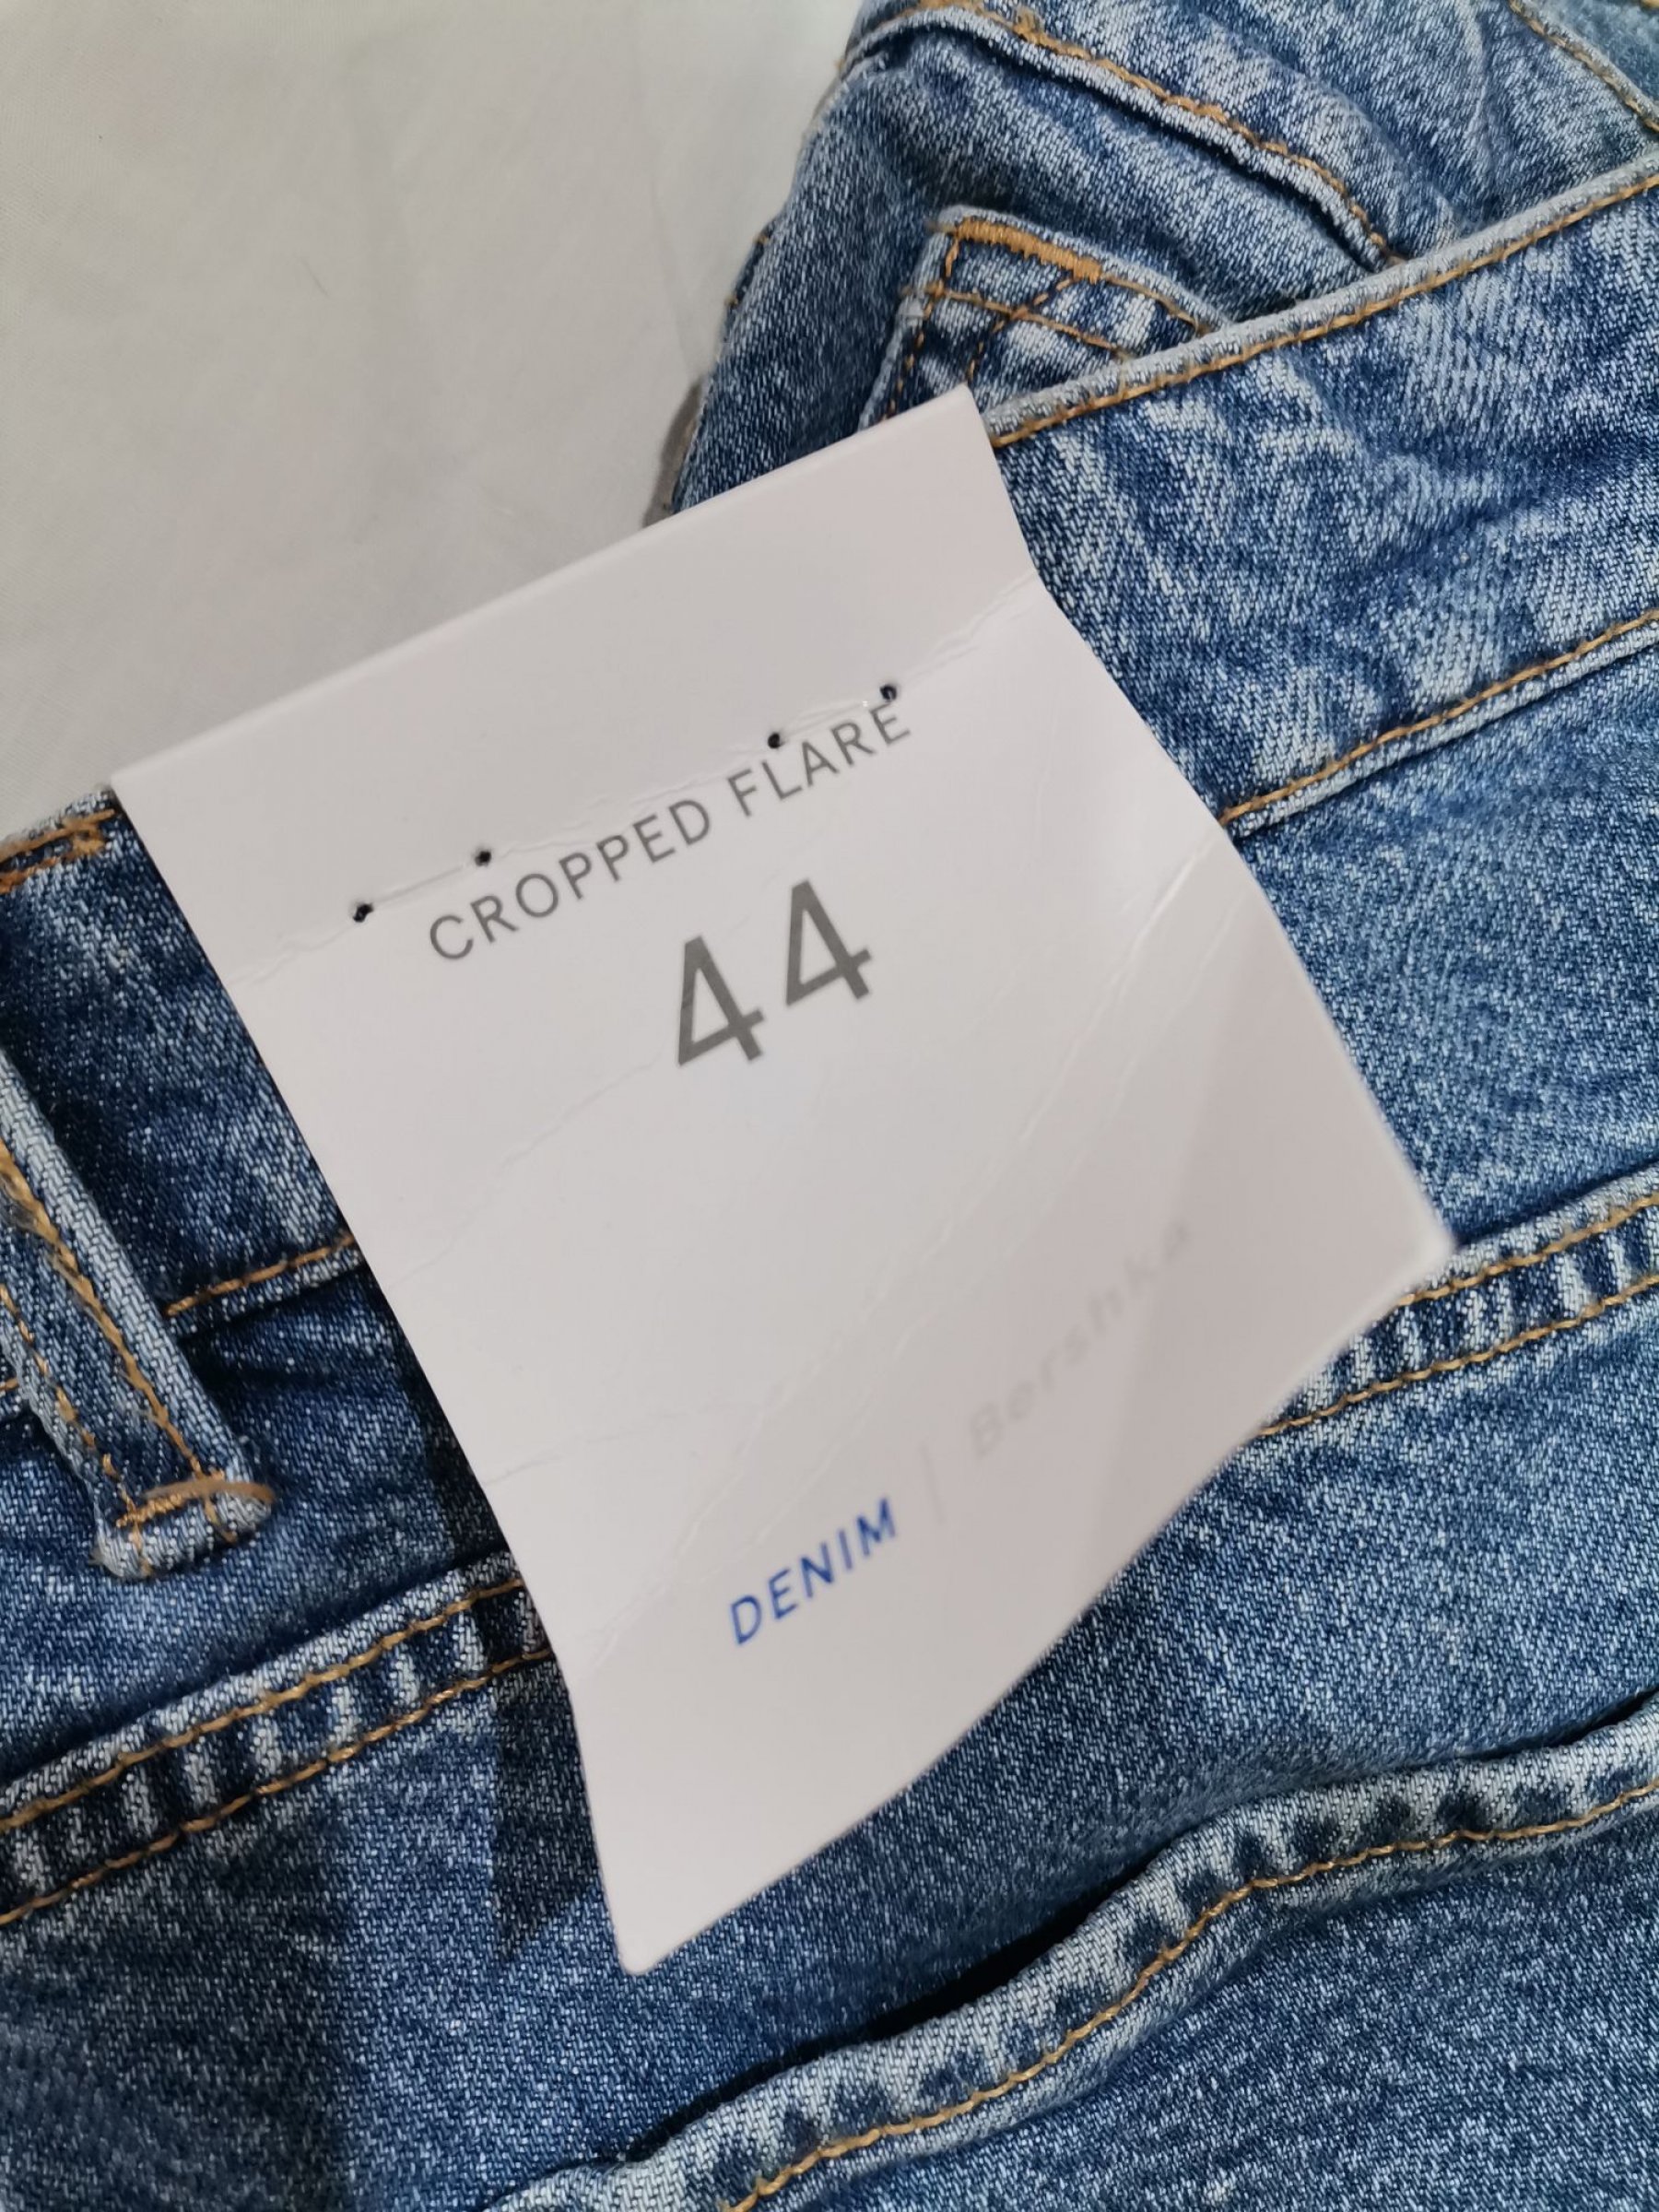 CROPPED FLARE
44
DENIM | Bershka